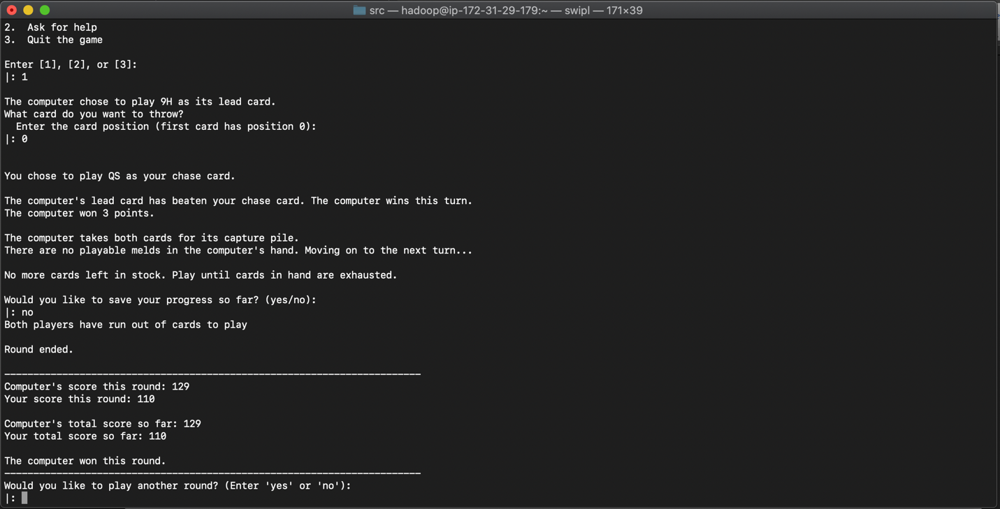 src — hadoop@ip-172-31-29-179:~ — swipl — 171×39
2.  Ask for help
3.  Quit the game
Enter [1], [2], or [3]:
|: 1
The computer chose to play 9H as its lead card.
What card do you want to throw?
  Enter the card position (first card has position 0):
|: 0
You chose to play QS as your chase card.
The computer's lead card has beaten your chase card. The computer wins this turn.
The computer won 3 points.
The computer takes both cards for its capture pile.
There are no playable melds in the computer's hand. Moving on to the next turn...
No more cards left in stock. Play until cards in hand are exhausted.
Would you like to save your progress so far? (yes/no):
|: no
Both players have run out of cards to play
Round ended.
________________________________________________________________________
Computer's score this round: 129
Your score this round: 110
Computer's total score so far: 129
Your total score so far: 110
The computer won this round.
________________________________________________________________________
Would you like to play another round? (Enter 'yes' or 'no'):
|: